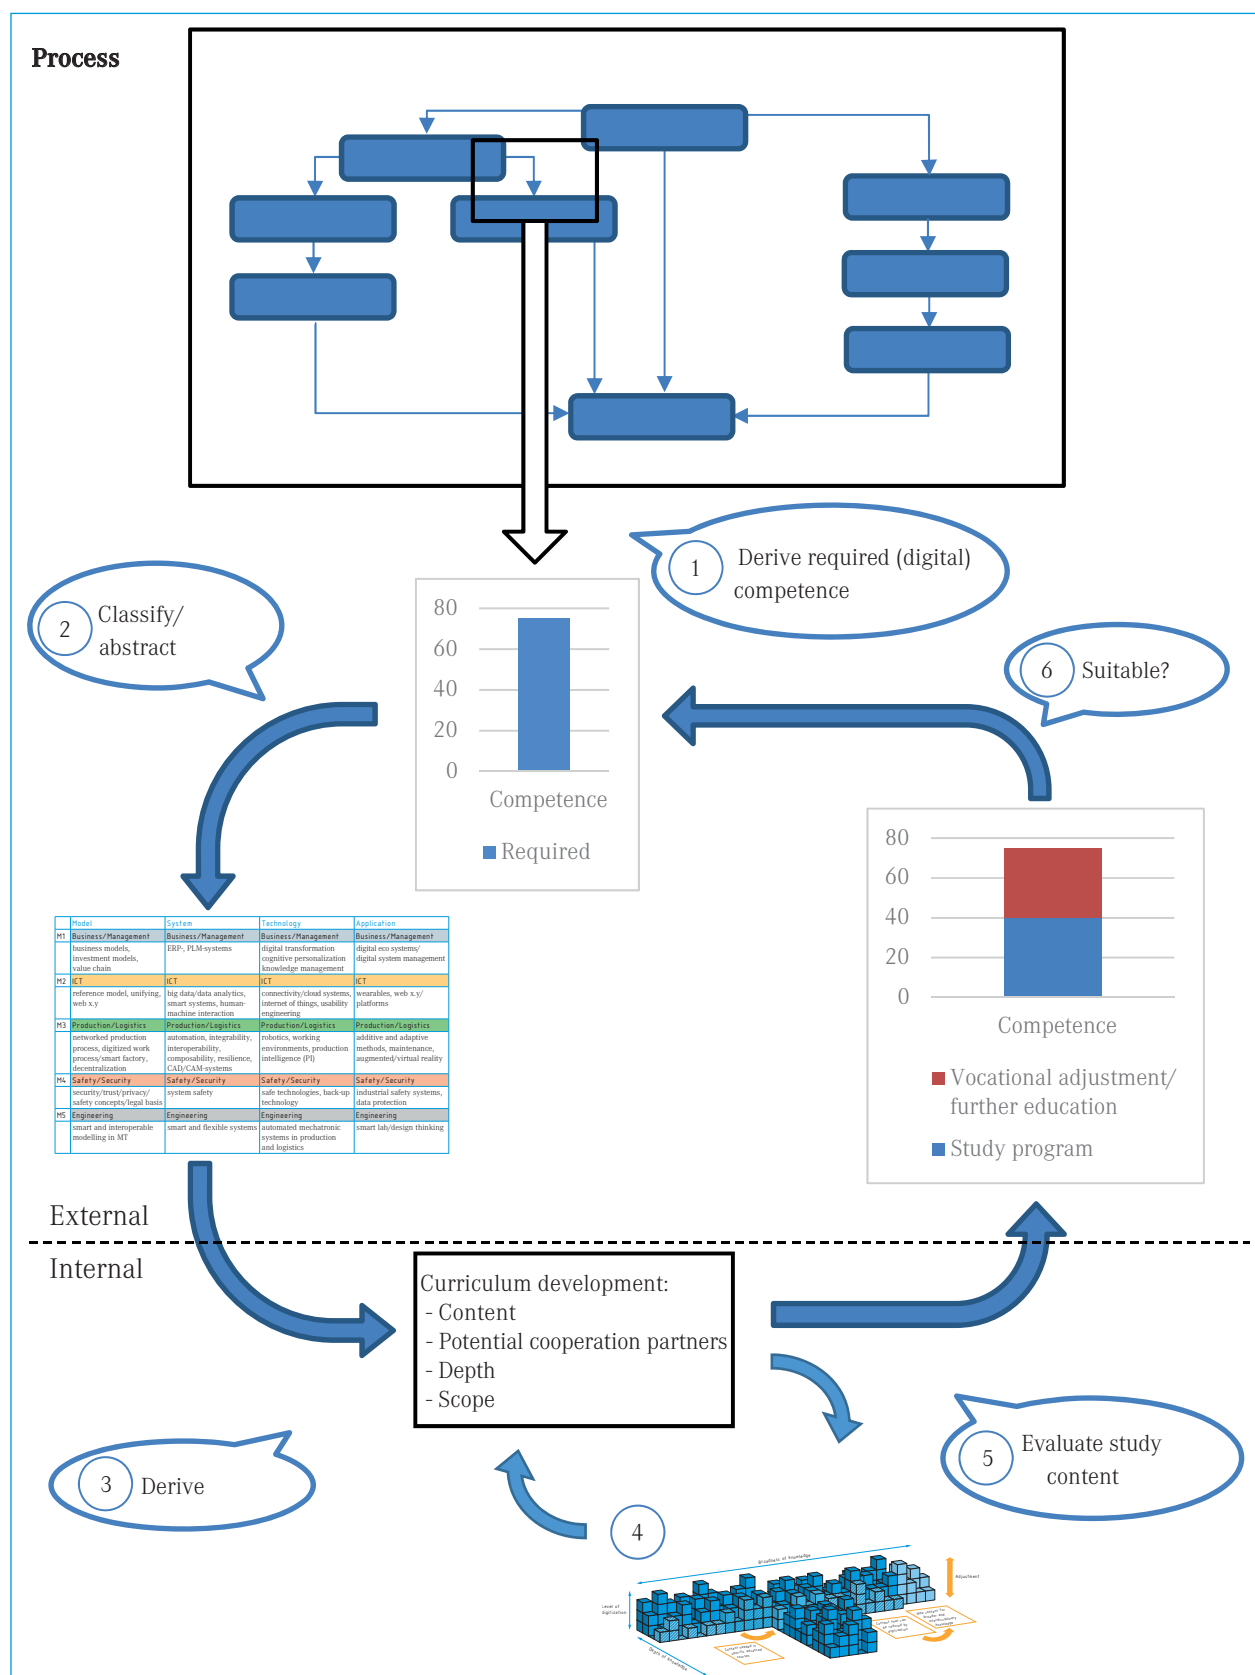 Process
1
Derive required (digital)
competence
2
Classify/
abstract
6
Suitable?
80
60
40
20
0
Competence
Required
80
60
40
20
0
Competence
Vocational adjustment/
further education
Study program
Model System Technology Application
M1 Business/Management Business/Management Business/Management Business/Management
business models, ERP-, PLM-systems digital transformation digital eco systems/
investment models, cognitive personalization digital system management
value chain knowledge management
M2 ICT ICT ICT ICT
reference model, unifying, big data/data analytics, connectivity/cloud systems, wearables, web x.y/
web x.y smart systems, human- internet of things, usability platforms
machine interaction engineering
M3 Production/Logistics Production/Logistics Production/Logistics Production/Logistics
networked production automation, integrability, robotics, working additive and adaptive
process, digitized work interoperability, environments, production methods, maintenance,
process/smart factory, composability, resilience, intelligence (PI) augmented/virtual reality
decentralization CAD/CAM-systems
M4 Safety/Security Safety/Security Safety/Security Safety/Security
security/trust/privacy/ system safety safe technologies, back-up industrial safety systems,
safety concepts/legal basis technology data protection
M5 Engineering Engineering Engineering Engineering
smart and interoperable smart and flexible systems automated mechatronic smart lab/design thinking
modelling in MT systems in production
and logistics
External
Internal
Curriculum development:
- Content
- Potential cooperation partners
- Depth
- Scope
3
Derive
5
Evaluate study
content
4
Broadness of knowledge
Adjustment
Level of
digitization
Depth of knowledge